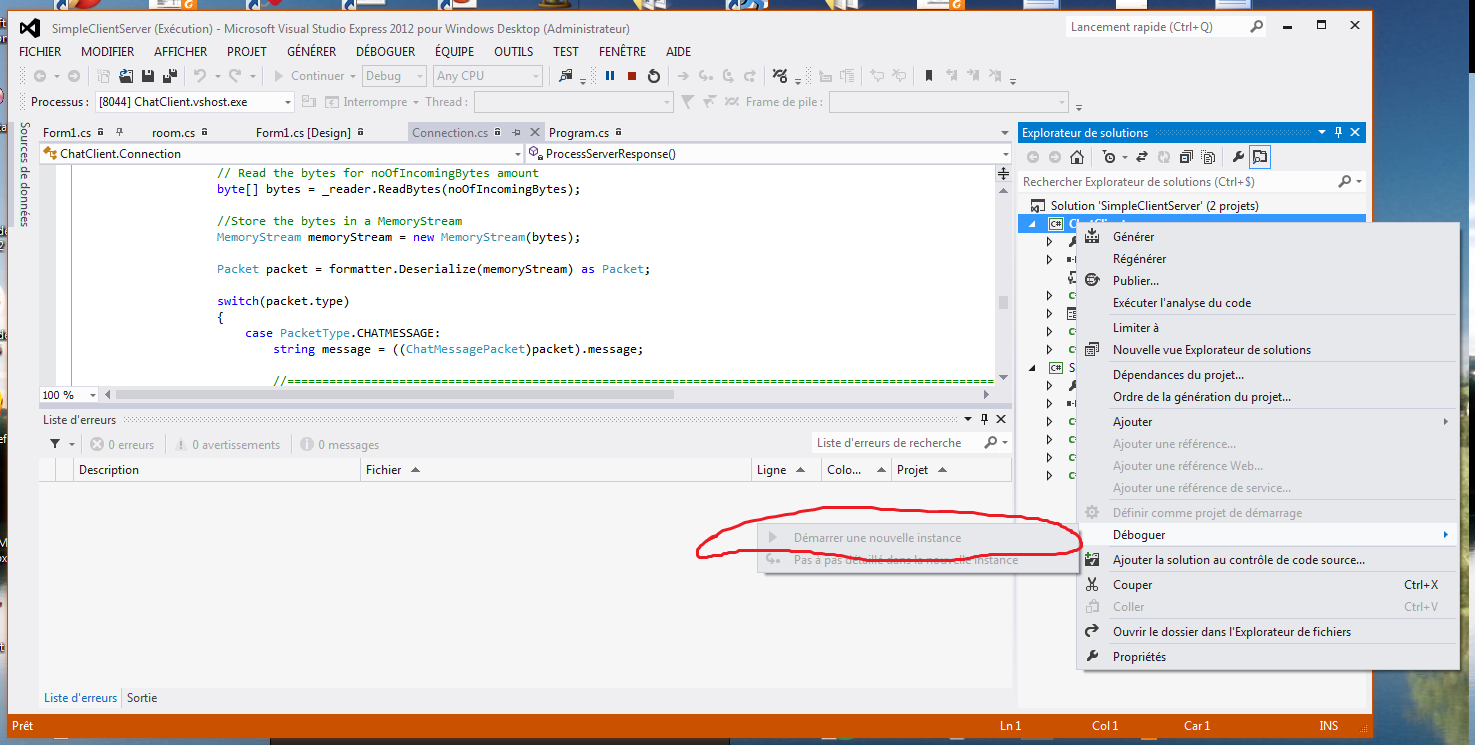 SimpleClientServer (Exécution) - Microsoft Visual Studio Express 2012 pour Windows Desktop (Administrateur)
Lancement rapide (Ctrl+Q)
FICHIER MODIFIER AFFICHER PROJET GÉNÉRER DÉBOGUER ÉQUIPE OUTILS TEST FENÊTRE AIDE
Continuer Debug Any CPU
Processus : [8044] ChatClient.vshost.exe Interrompre Thread : Frame de pile :
Sources de données
Form1.cs room.cs Form1.cs [Design] Connection.cs Program.cs
ChatClient.Connection ProcessServerResponse()
// Read the bytes for noOfIncomingBytes amount
byte[] bytes = _reader.ReadBytes(noOfIncomingBytes);
//Store the bytes in a MemoryStream
MemoryStream memoryStream = new MemoryStream(bytes);
Packet packet = formatter.Deserialize(memoryStream) as Packet;
switch(packet.type)
{
case PacketType.CHATMESSAGE:
string message = ((ChatMessagePacket)packet).message;
100 %
Explorateur de solutions
Rechercher Explorateur de solutions (Ctrl+$)
Solution 'SimpleClientServer' (2 projets)
Générer
Régénérer
Publier...
Exécuter l'analyse du code
Limiter à
Nouvelle vue Explorateur de solutions
Dépendances du projet...
Ordre de la génération du projet...
Ajouter
Ajouter une référence...
Ajouter une référence Web...
Ajouter une référence de service...
Définir comme projet de démarrage
Déboguer
Ajouter la solution au contrôle de code source...
Couper Ctrl+X
Coller Ctrl+V
Ouvrir le dossier dans l'Explorateur de fichiers
Propriétés
Démarrer une nouvelle instance
Pas à pas détaillé dans la nouvelle instance
Liste d'erreurs
0 erreurs 0 avertissements 0 messages
Liste d'erreurs de recherche
Description Fichier Ligne Colo... Projet
Liste d'erreurs Sortie
Prêt Ln 1 Col 1 Car 1 INS